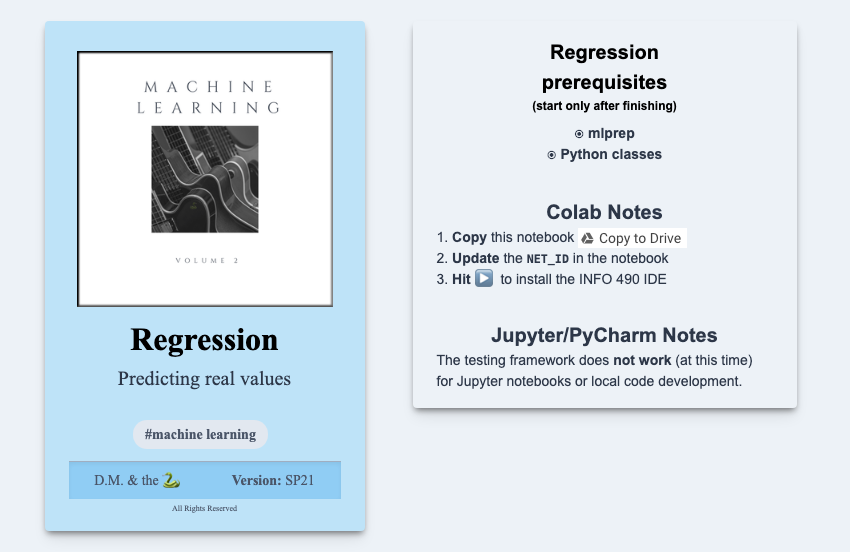 MACHINE
LEARNING
VOLUME 2
Regression
Predicting real values
#machine learning
D.M. & the 🐍 Version: SP21
All Rights Reserved
Regression
prerequisites
(start only after finishing)
mlprep
Python classes
Colab Notes
1. Copy this notebook Copy to Drive
2. Update the NET_ID in the notebook
3. Hit ▶️ to install the INFO 490 IDE
Jupyter/PyCharm Notes
The testing framework does not work (at this time)
for Jupyter notebooks or local code development.